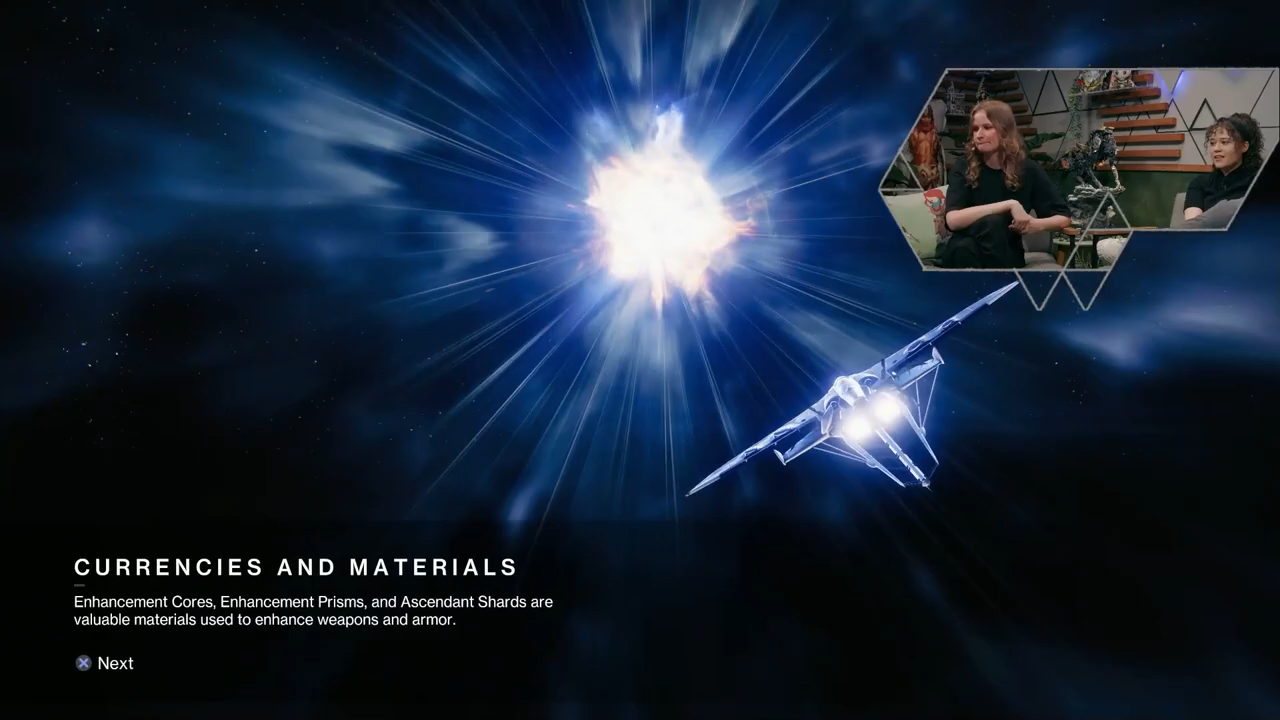 CURRENCIES AND MATERIALS
Enhancement Cores, Enhancement Prisms, and Ascendant Shards are
valuable materials used to enhance weapons and armor.
Next